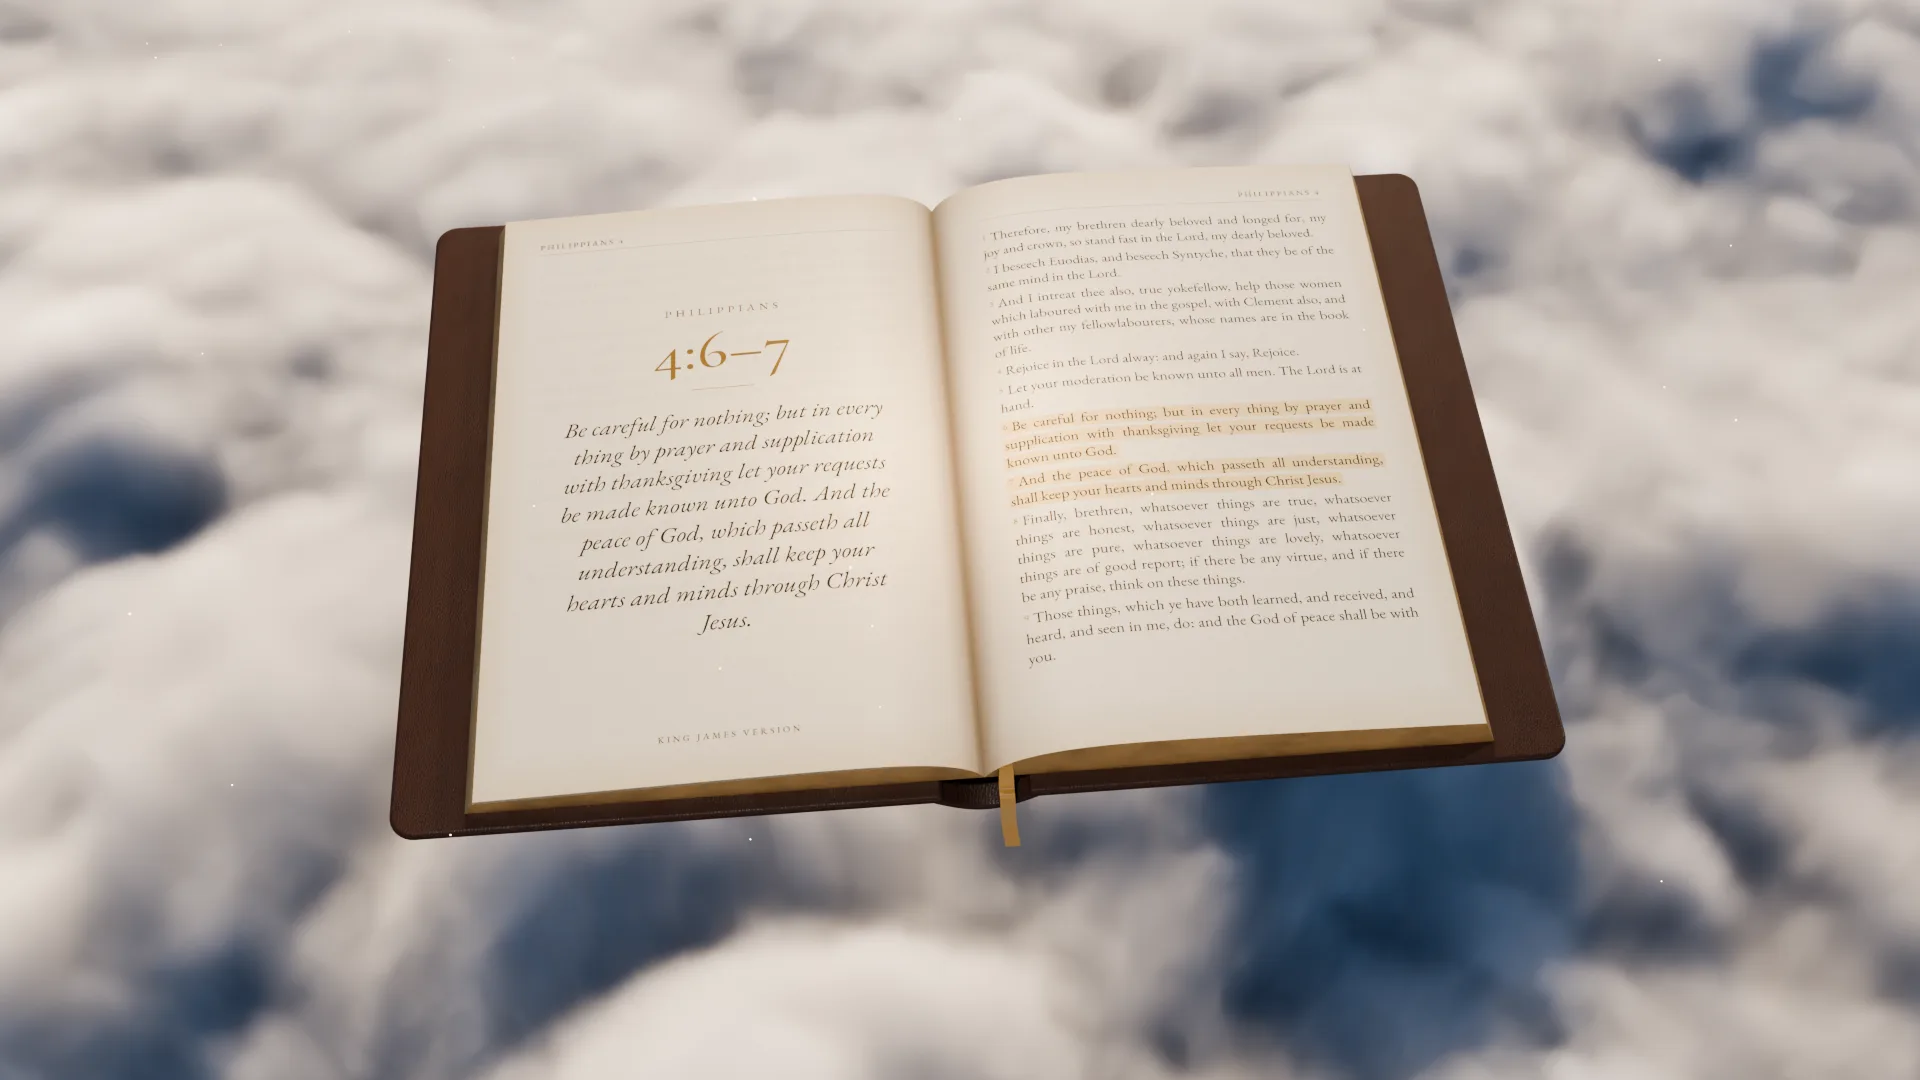 PHILIPPIANS 4
PHILIPPIANS
4:6–7
Be careful for nothing; but in every
thing by prayer and supplication
with thanksgiving let your requests
be made known unto God. And the
peace of God, which passeth all
understanding, shall keep your
hearts and minds through Christ
Jesus.
KING JAMES VERSION
PHILIPPIANS 4
Therefore, my brethren dearly beloved and longed for, my
joy and crown, so stand fast in the Lord, my dearly beloved.
I beseech Euodias, and beseech Syntyche, that they be of the
same mind in the Lord.
And I intreat thee also, true yokefellow, help those women
which laboured with me in the gospel, with Clement also, and
with other my fellowlabourers, whose names are in the book
of life.
Rejoice in the Lord alway: and again I say, Rejoice.
Let your moderation be known unto all men. The Lord is at
hand.
Be careful for nothing; but in every thing by prayer and
supplication with thanksgiving let your requests be made
known unto God.
And the peace of God, which passeth all understanding,
shall keep your hearts and minds through Christ Jesus.
Finally, brethren, whatsoever things are true, whatsoever
things are honest, whatsoever things are just, whatsoever
things are pure, whatsoever things are lovely, whatsoever
things are of good report; if there be any virtue, and if there
be any praise, think on these things.
Those things, which ye have both learned, and received, and
heard, and seen in me, do: and the God of peace shall be with
you.